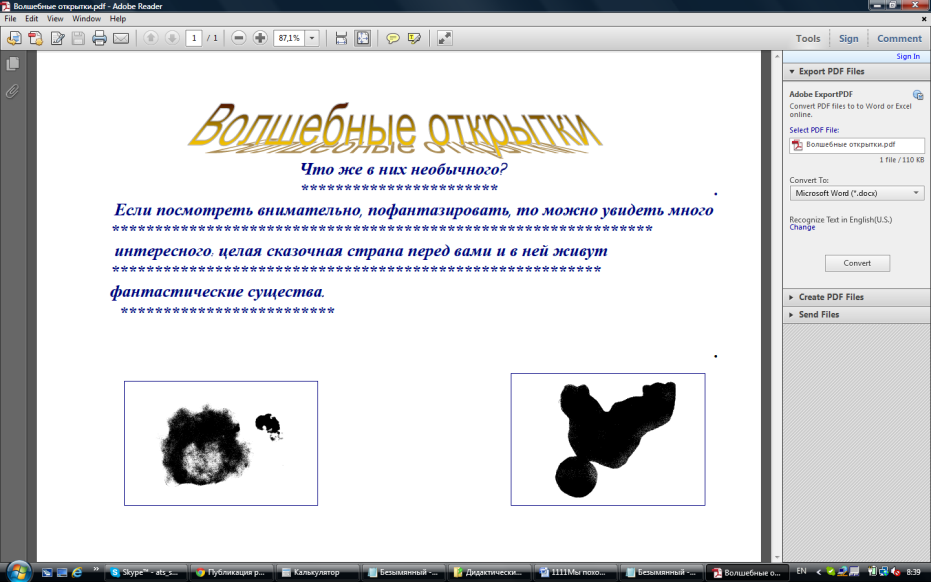 Волшебные открытки.pdf - Adobe Reader
File Edit View Window Help
1 / 1 87,1% Tools Sign Comment
Sign In
Export PDF Files
Adobe ExportPDF
Convert PDF files to to Word or Excel
online.
Select PDF File:
Волшебные открытки.pdf
1 file / 110 KB
Convert To:
Microsoft Word (*.docx)
Recognize Text in English(U.S.)
Change
Convert
Create PDF Files
Send Files
Волшебные открытки
Что же в них необычного?
***********************
Если посмотреть внимательно, пофантазировать, то можно увидеть много
***************************************************************
интересного: целая сказочная страна перед вами и в ней живут
*********************************************************
фантастические существа.
*************************
Skype™ - ats_s... Публикация р... Калькулятор Безымянный -... Дидактически... 1111Мы похо... Безымянный -... Волшебные о... EN 8:39